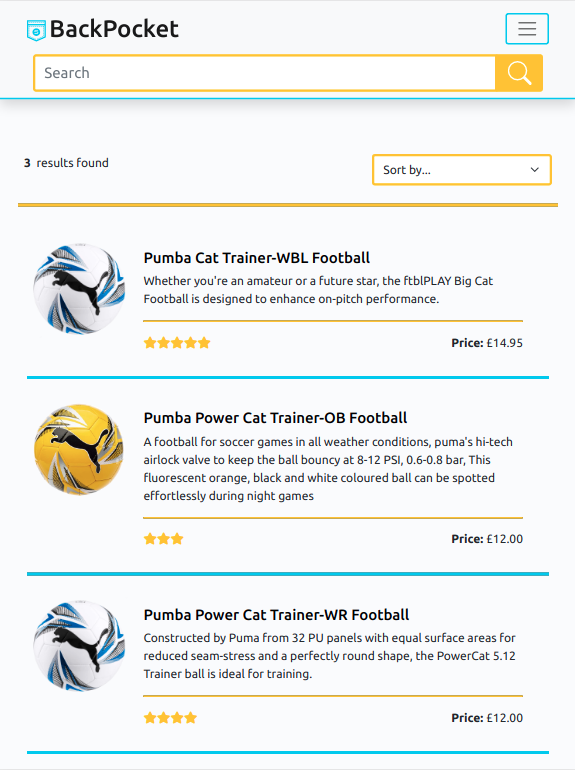 BackPocket
Search
3 results found
Sort by...
Pumba Cat Trainer-WBL Football
Whether you're an amateur or a future star, the ftblPLAY Big Cat
Football is designed to enhance on-pitch performance.
Price: £14.95
Pumba Power Cat Trainer-OB Football
A football for soccer games in all weather conditions, puma's hi-tech
airlock valve to keep the ball bouncy at 8-12 PSI, 0.6-0.8 bar, This
fluorescent orange, black and white coloured ball can be spotted
effortlessly during night games
Price: £12.00
Pumba Power Cat Trainer-WR Football
Constructed by Puma from 32 PU panels with equal surface areas for
reduced seam-stress and a perfectly round shape, the PowerCat 5.12
Trainer ball is ideal for training.
Price: £12.00